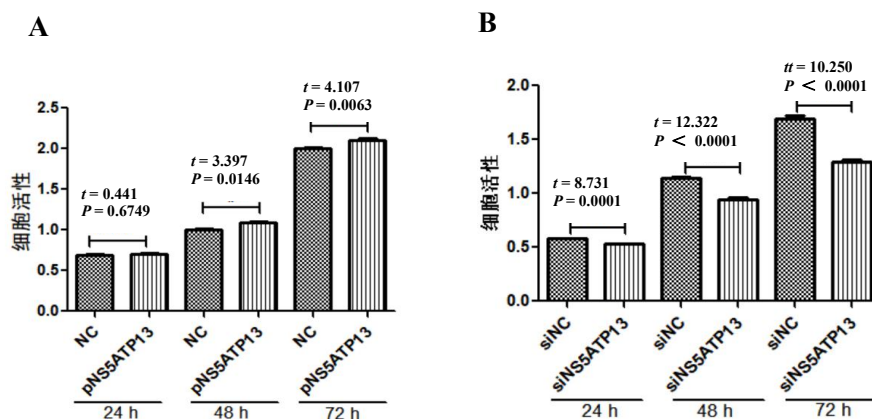 A
细胞活性
2.5
2.0
1.5
1.0
0.5
0.0
t = 0.441
P = 0.6749
t = 3.397
P = 0.0146
t = 4.107
P = 0.0063
NC
pNS5ATP13
NC
pNS5ATP13
NC
pNS5ATP13
24 h
48 h
72 h
B
细胞活性
2.0
1.5
1.0
0.5
0.0
t = 8.731
P = 0.0001
t = 12.322
P < 0.0001
tt = 10.250
P < 0.0001
siNC
siNS5ATP13
siNC
siNS5ATP13
siNC
siNS5ATP13
24 h
48 h
72 h